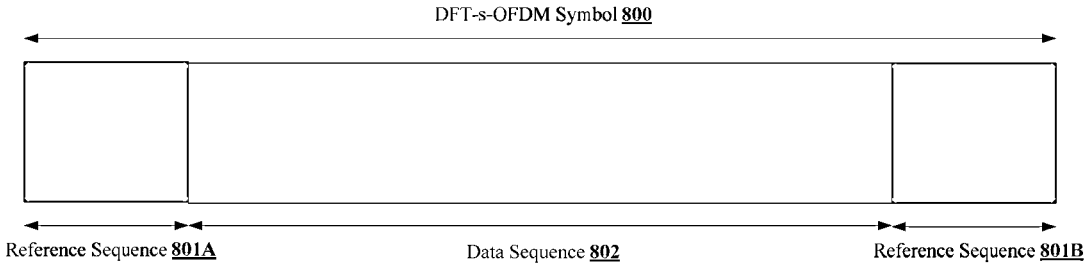 DFT-s-OFDM Symbol 800
Reference Sequence 801A
Data Sequence 802
Reference Sequence 801B